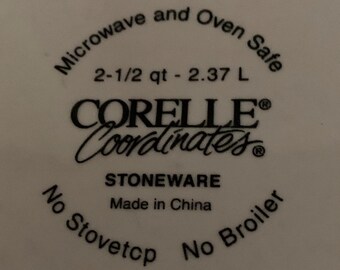 Microwave and Oven Safe
2-1/2 qt - 2.37 L
CORELLE®
Coordinates®
STONEWARE
Made in China
No Stovetop No Broiler